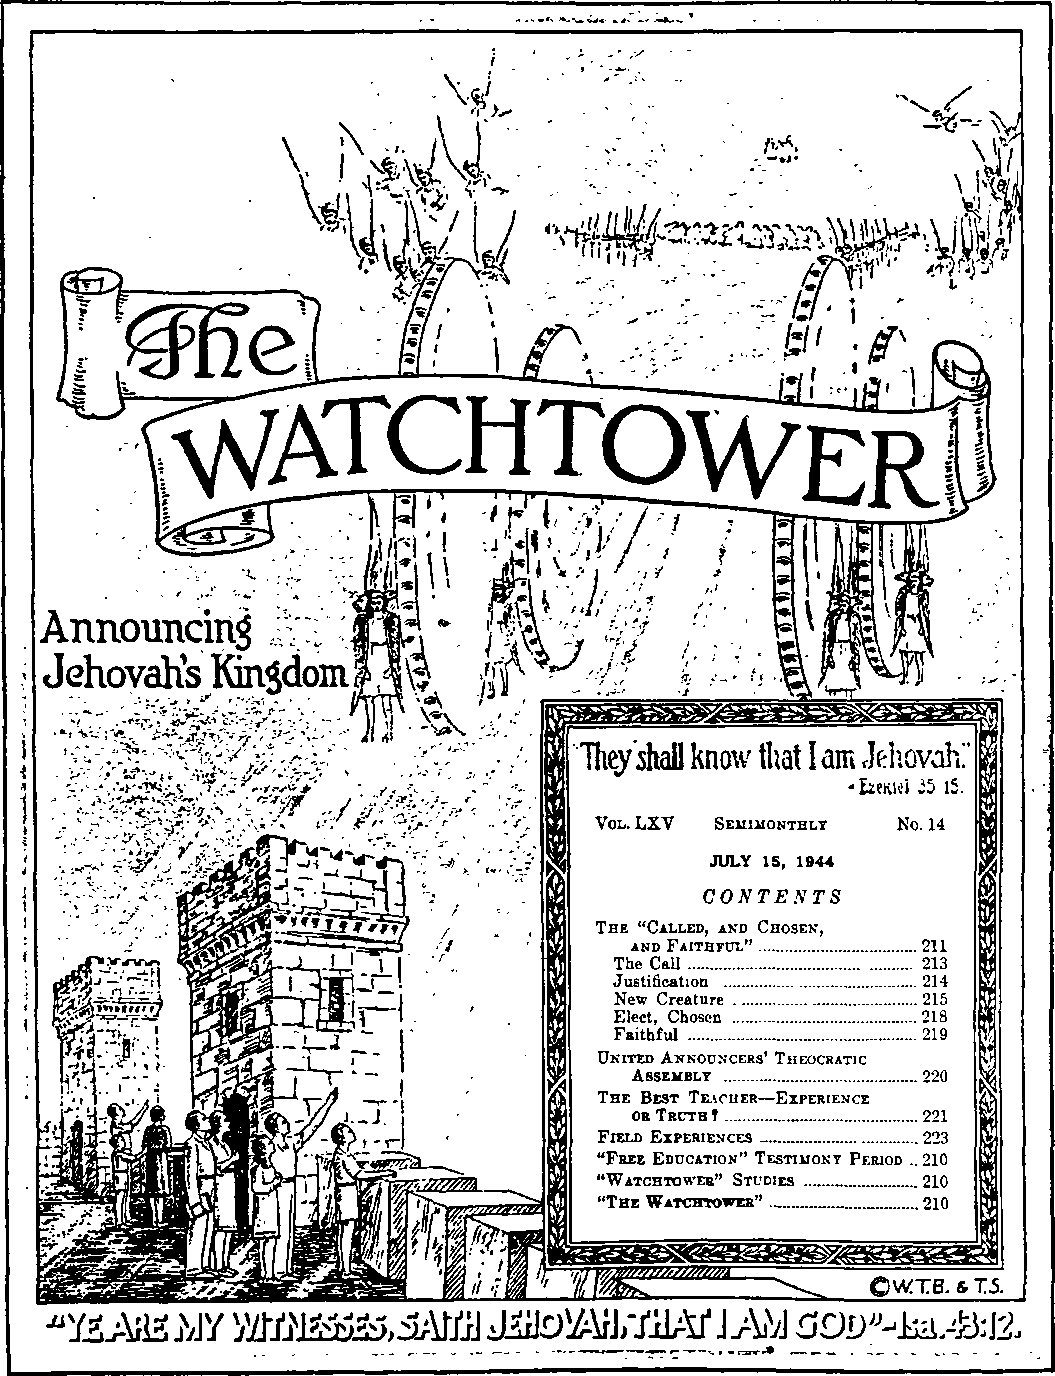 The
WATCHTOWER
Announcing
Jehovah's Kingdom
"They shall know that I am Jehovah."
- Ezekiel 35 15.
VOL. LXV SEMIMONTHLY No. 14
JULY 15, 1944
CONTENTS
THE "CALLED, AND CHOSEN,
AND FAITHFUL" ........ 211
The Call ........ 213
Justification ........ 214
New Creature ........ 215
Elect, Chosen ........ 218
Faithful ........ 219
UNITED ANNOUNCERS' THEOCRATIC
ASSEMBLY ........ 220
THE BEST TEACHER—EXPERIENCE
OR TRUTH? ........ 221
FIELD EXPERIENCES ........ 223
"FREE EDUCATION" TESTIMONY PERIOD .. 210
"WATCHTOWER" STUDIES ........ 210
"THE WATCHTOWER" ........ 210
©W.T.B. & T.S.
"YE ARE MY WITNESSES, SAITH JEHOVAH, THAT I AM GOD"-Isa. 43:12.